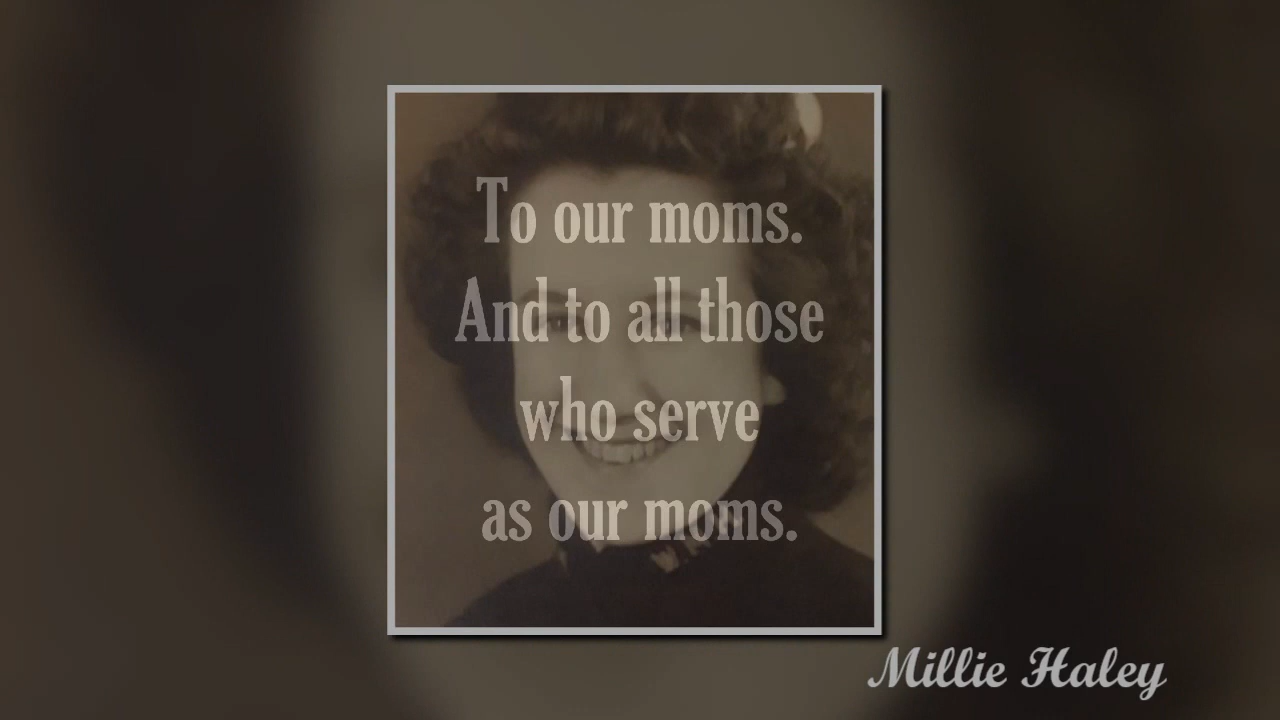 To our moms.
And to all those
who serve
as our moms.
Millie Haley